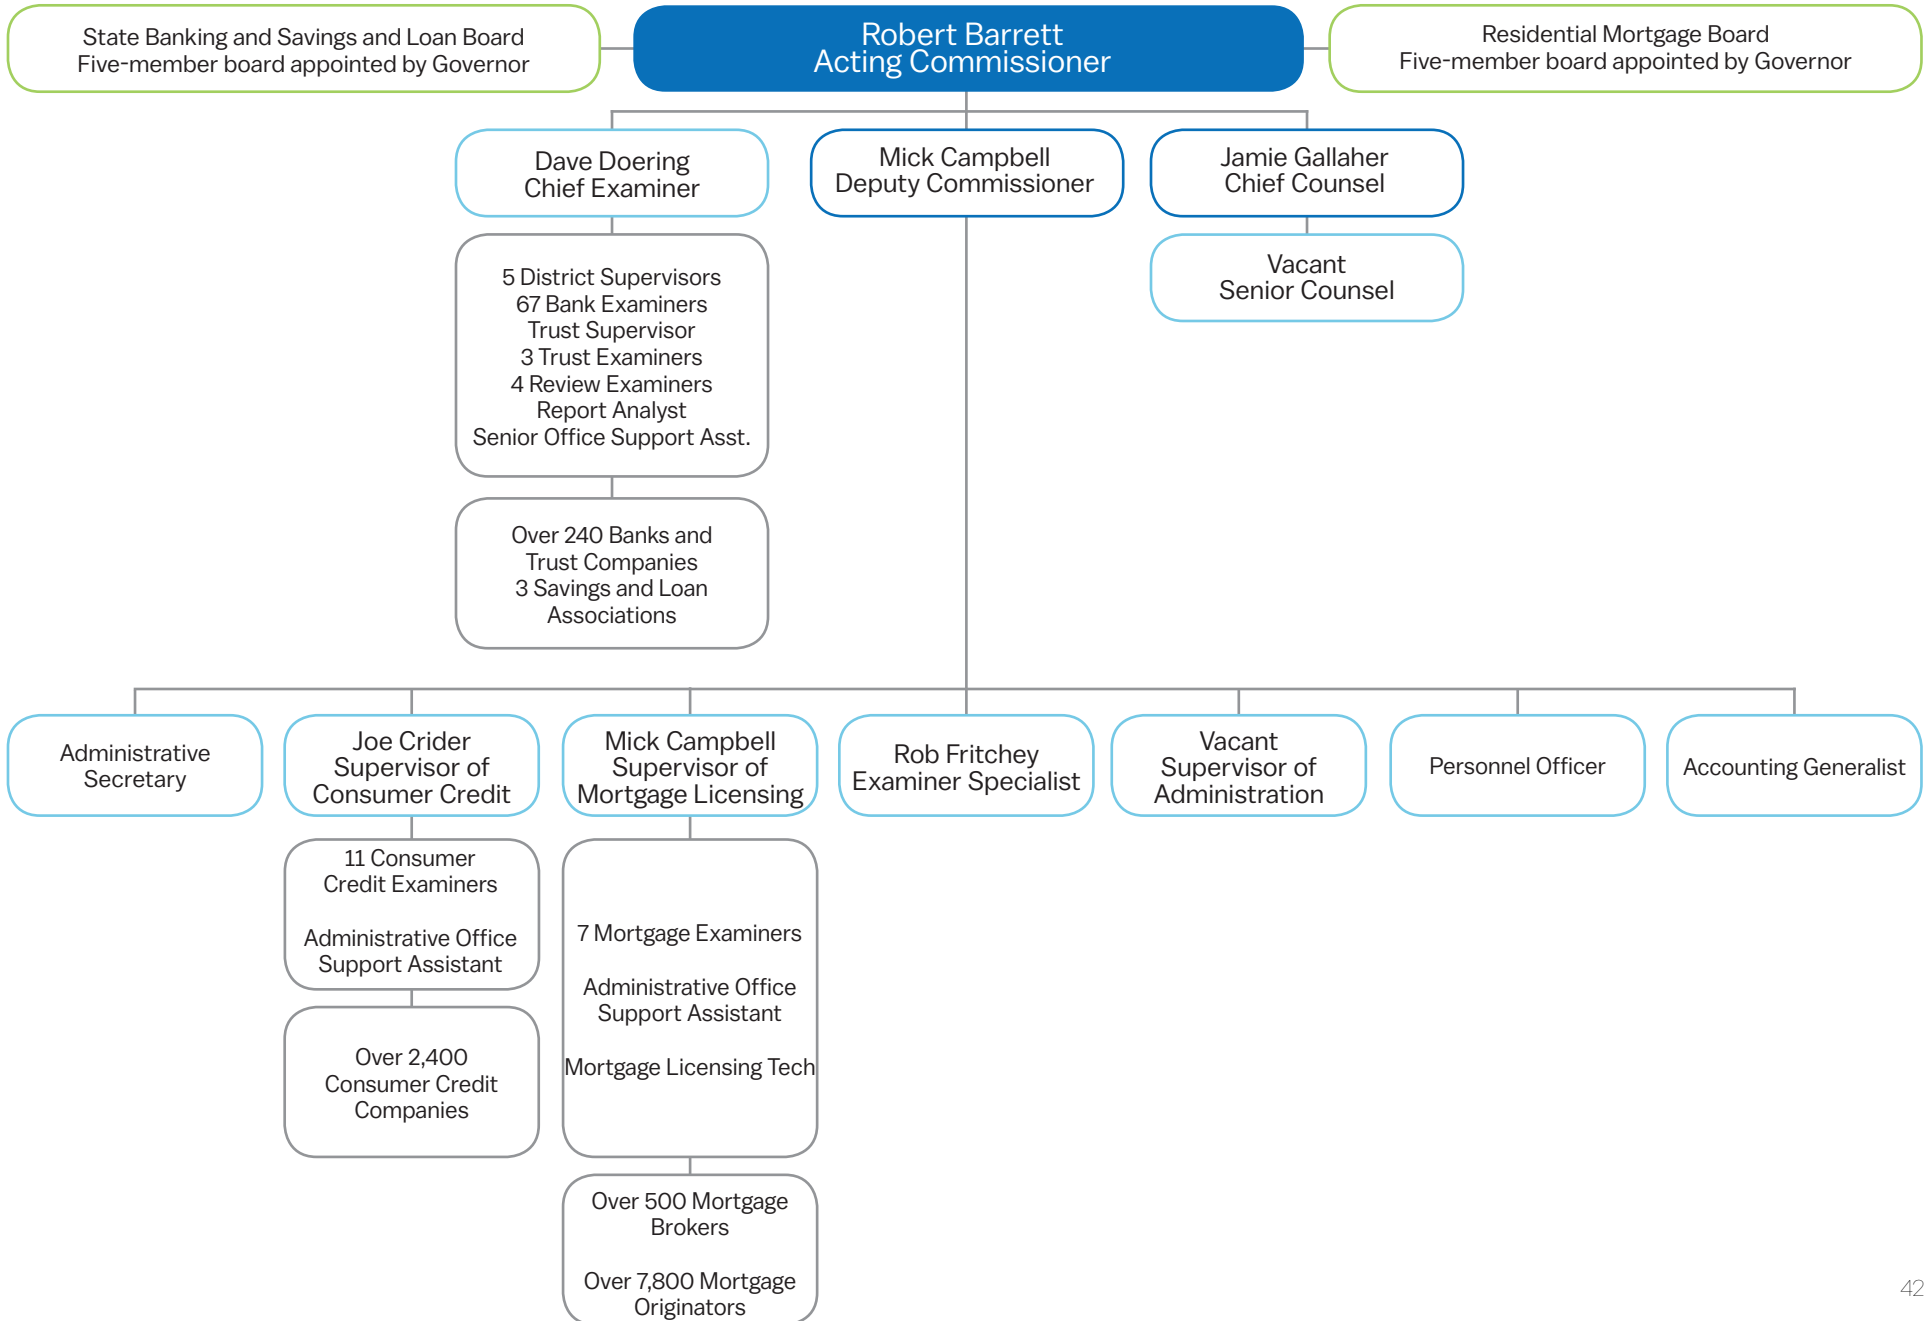 State Banking and Savings and Loan Board
Five-member board appointed by Governor
Robert Barrett
Acting Commissioner
Residential Mortgage Board
Five-member board appointed by Governor
Dave Doering
Chief Examiner
Mick Campbell
Deputy Commissioner
Jamie Gallaher
Chief Counsel
5 District Supervisors
67 Bank Examiners
Trust Supervisor
3 Trust Examiners
4 Review Examiners
Report Analyst
Senior Office Support Asst.
Vacant
Senior Counsel
Over 240 Banks and
Trust Companies
3 Savings and Loan
Associations
Administrative
Secretary
Joe Crider
Supervisor of
Consumer Credit
Mick Campbell
Supervisor of
Mortgage Licensing
Rob Fritchey
Examiner Specialist
Vacant
Supervisor of
Administration
Personnel Officer
Accounting Generalist
11 Consumer
Credit Examiners
Administrative Office
Support Assistant
7 Mortgage Examiners
Administrative Office
Support Assistant
Mortgage Licensing Tech
Over 2,400
Consumer Credit
Companies
Over 500 Mortgage
Brokers
Over 7,800 Mortgage
Originators
42